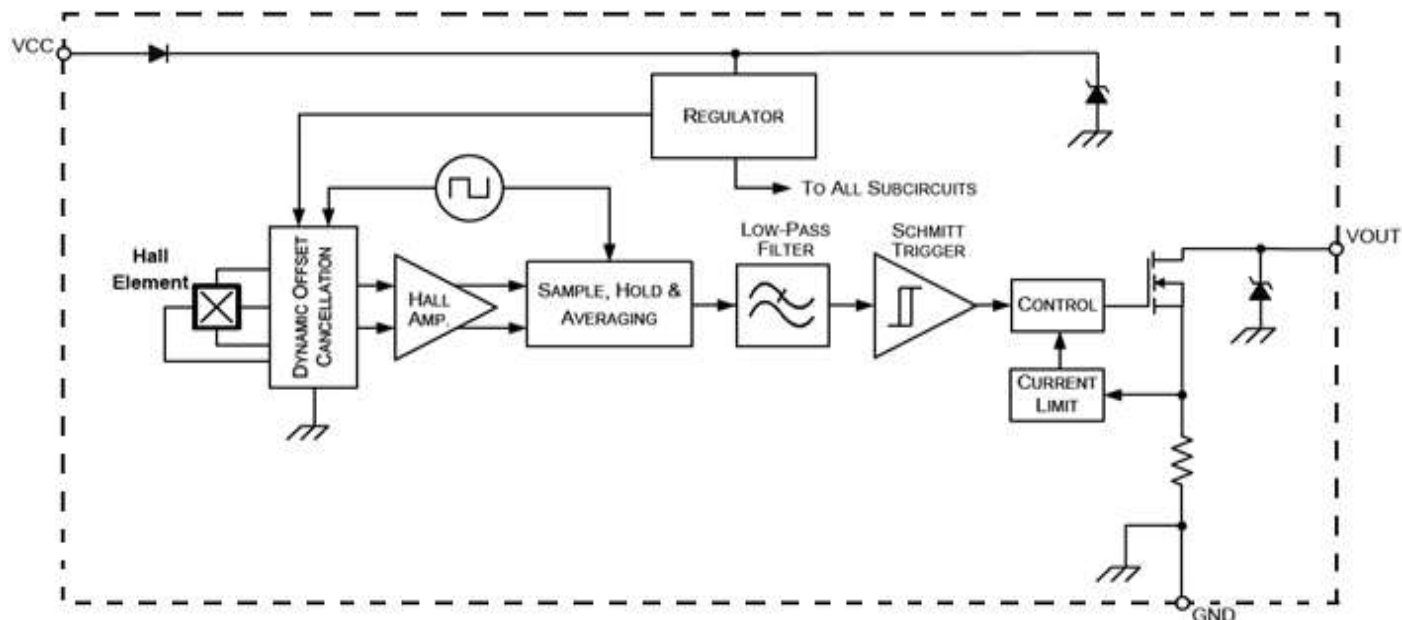 VCC
REGULATOR
TO ALL SUBCIRCUITS
LOW-PASS
FILTER
SCHMITT
TRIGGER
VOUT
Hall
Element
DYNAMIC OFFSET
CANCELLATION
HALL
AMP.
SAMPLE, HOLD &
AVERAGING
CONTROL
CURRENT
LIMIT
GND